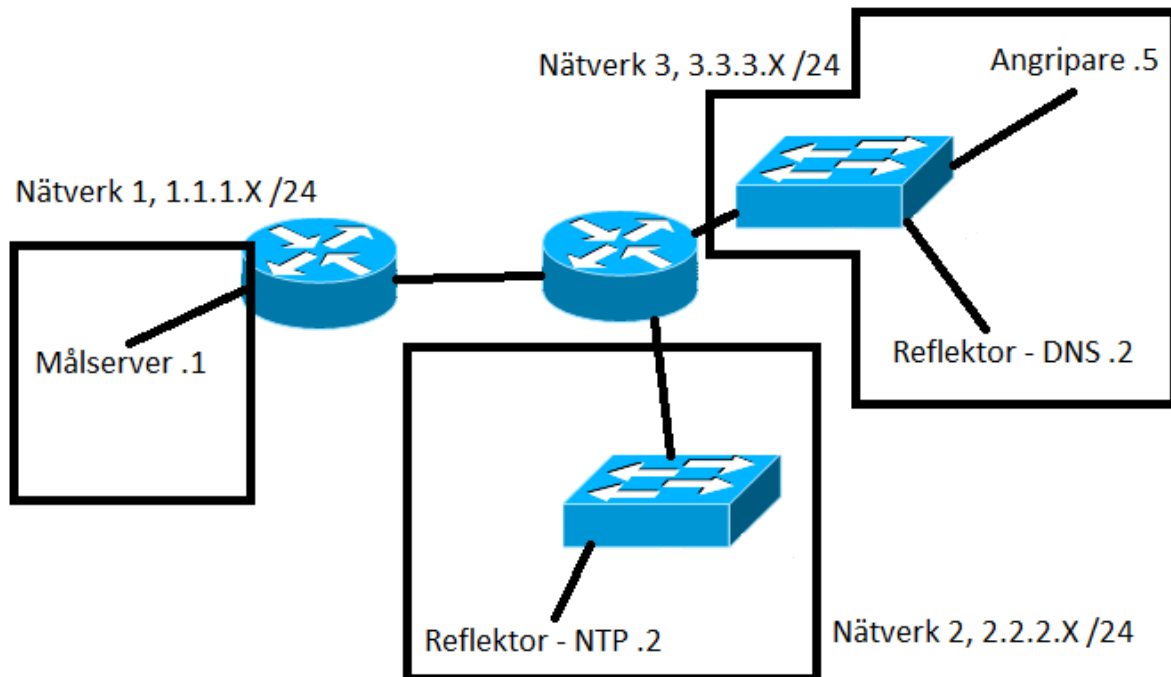 Angripare .5
Nätverk 3, 3.3.3.X /24
Nätverk 1, 1.1.1.X /24
Målserver .1
Reflektor - DNS .2
Reflektor - NTP .2
Nätverk 2, 2.2.2.X /24